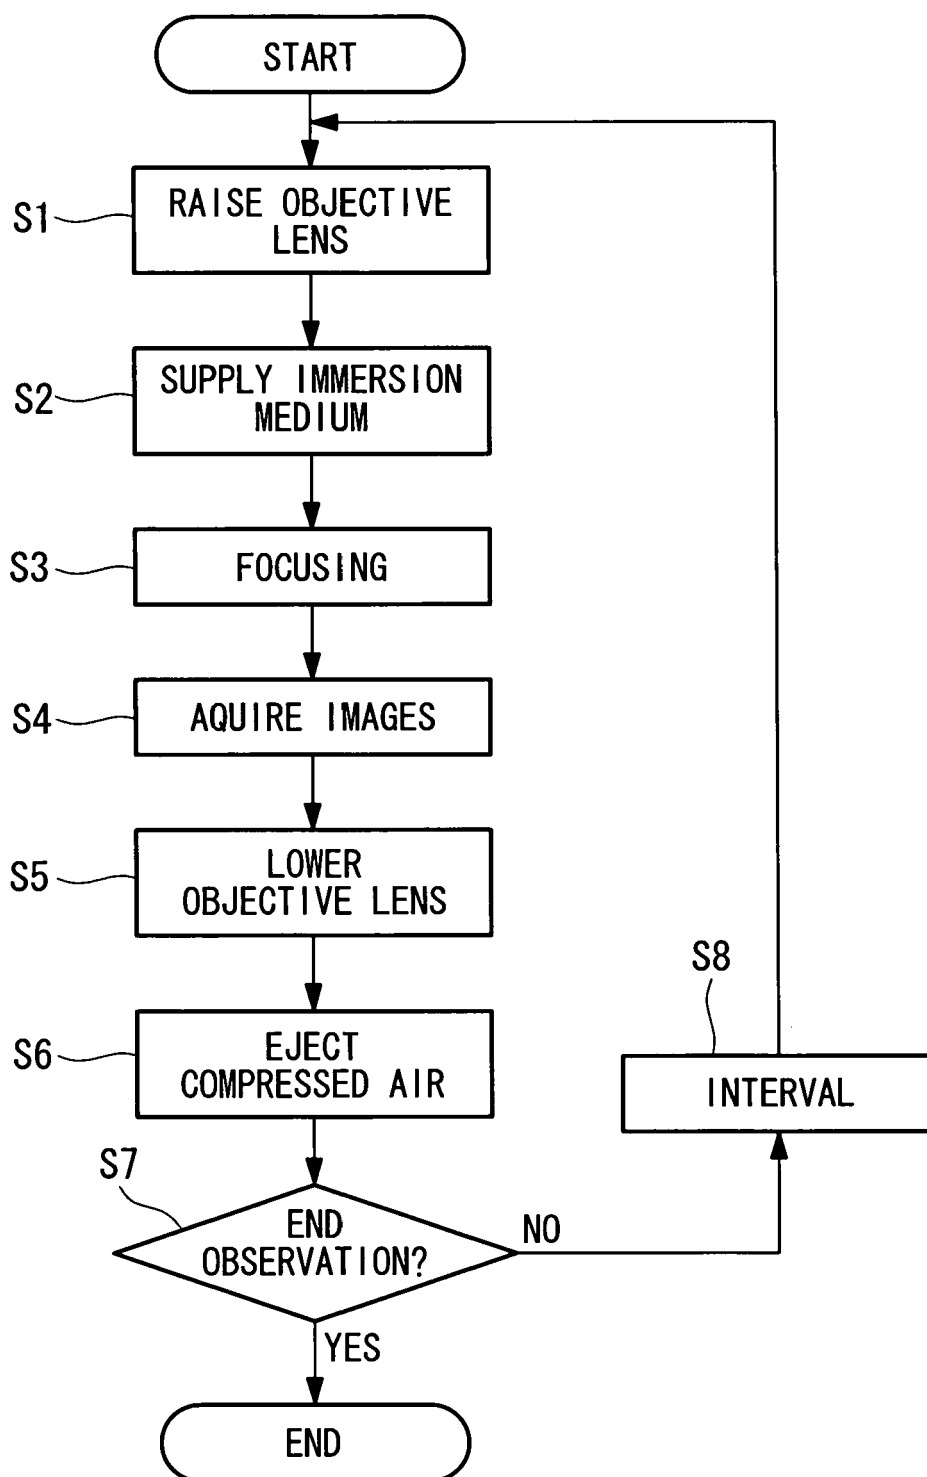 START
S1
RAISE OBJECTIVE
LENS
S2
SUPPLY IMMERSION
MEDIUM
S3
FOCUSING
S4
AQUIRE IMAGES
S5
LOWER
OBJECTIVE LENS
S6
EJECT
COMPRESSED AIR
S8
INTERVAL
S7
END
OBSERVATION?
NO
YES
END